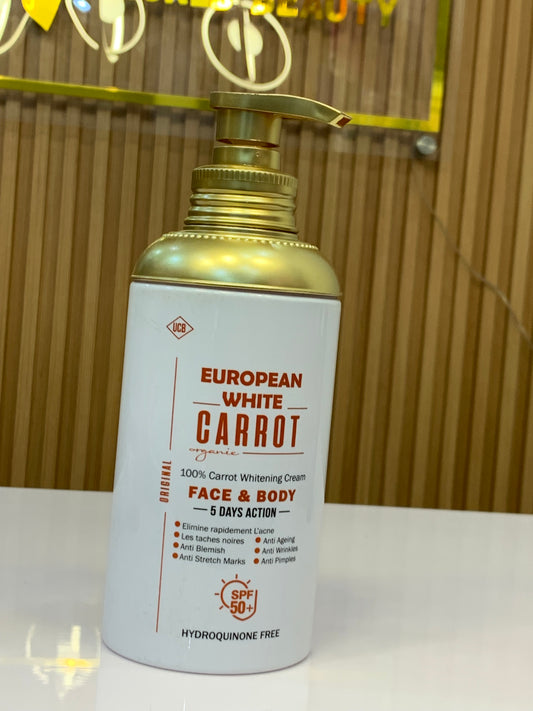 BEAUTY
UCB
EUROPEAN
WHITE
CARROT
organic
ORIGINAL
100% Carrot Whitening Cream
FACE & BODY
5 DAYS ACTION
Elimine rapidement L'acne
Les taches noires
Anti Blemish
Anti Stretch Marks
Anti Ageing
Anti Wrinkles
Anti Pimples
SPF
50+
HYDROQUINONE FREE